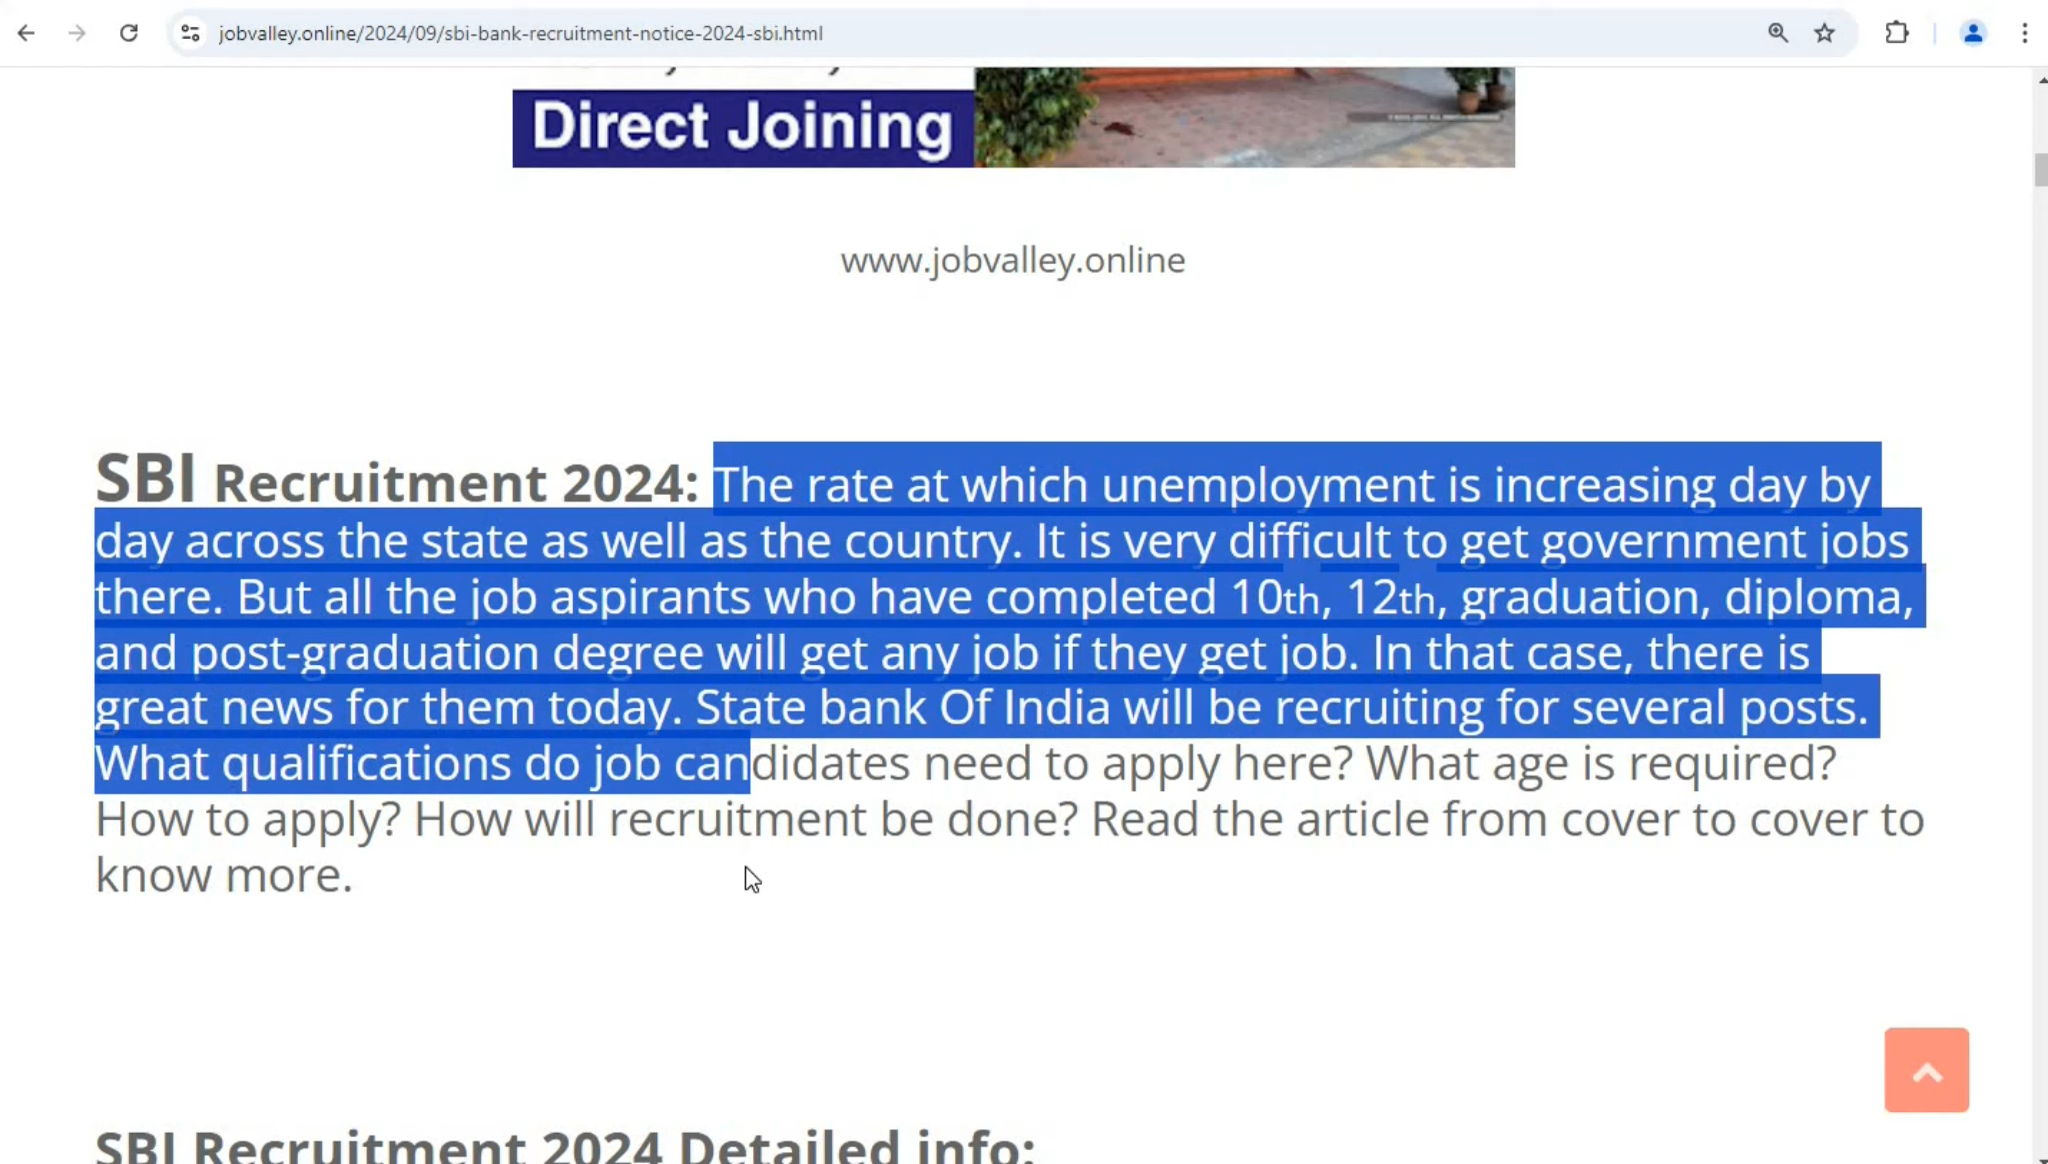 jobvalley.online/2024/09/sbi-bank-recruitment-notice-2024-sbi.html
Direct Joining
www.jobvalley.online
SBI Recruitment 2024: The rate at which unemployment is increasing day by
day across the state as well as the country. It is very difficult to get government jobs
there. But all the job aspirants who have completed 10th, 12th, graduation, diploma,
and post-graduation degree will get any job if they get job. In that case, there is
great news for them today. State bank Of India will be recruiting for several posts.
What qualifications do job candidates need to apply here? What age is required?
How to apply? How will recruitment be done? Read the article from cover to cover to
know more.
SBI Recruitment 2024 Detailed info: